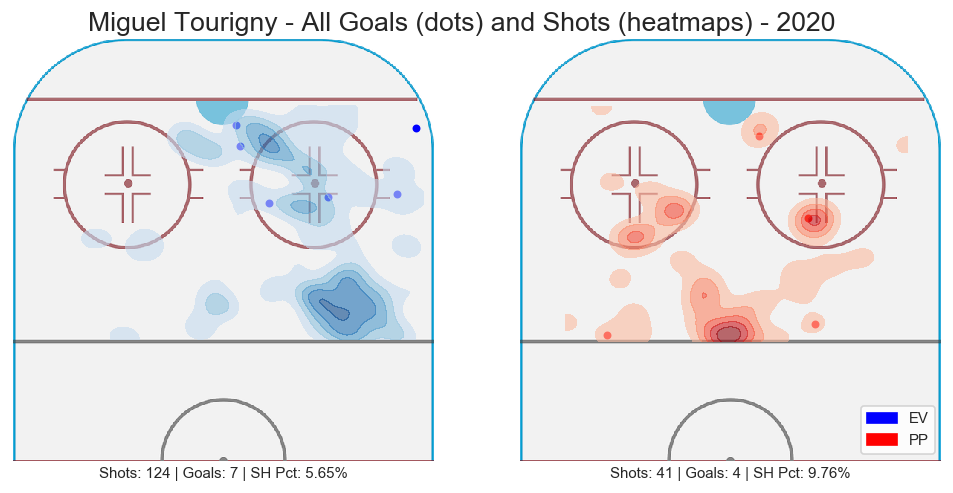 Miguel Tourigny - All Goals (dots) and Shots (heatmaps) - 2020
EV
PP
Shots: 124 | Goals: 7 | SH Pct: 5.65%
Shots: 41 | Goals: 4 | SH Pct: 9.76%